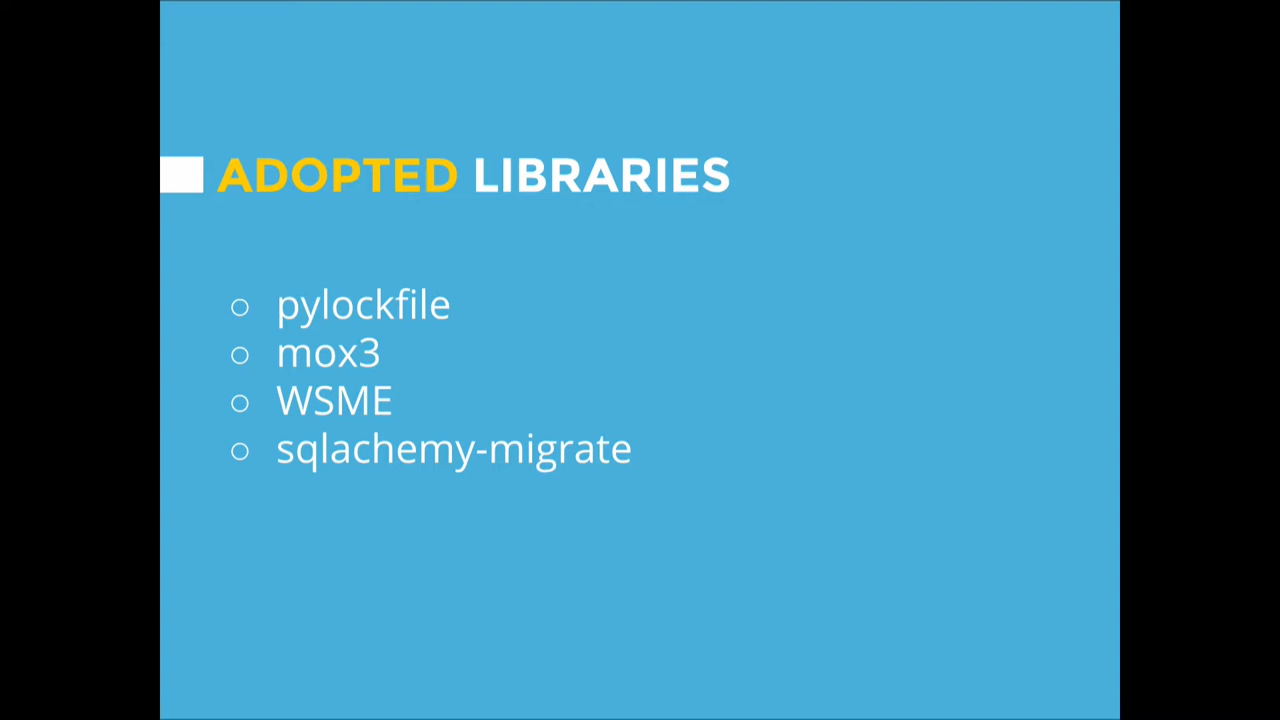 ADOPTED LIBRARIES
○ pylockfile
○ mox3
○ WSME
○ sqlachemy-migrate